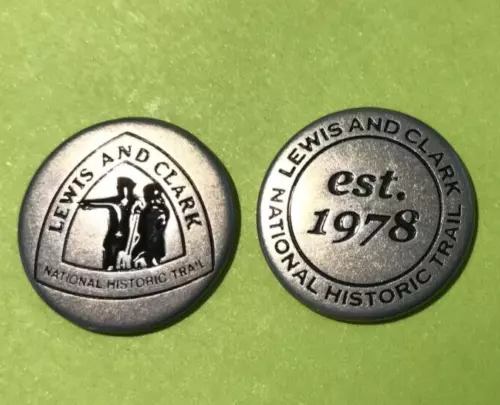 LEWIS AND CLARK
NATIONAL HISTORIC TRAIL
LEWIS AND CLARK
est.
1978
NATIONAL HISTORIC TRAIL